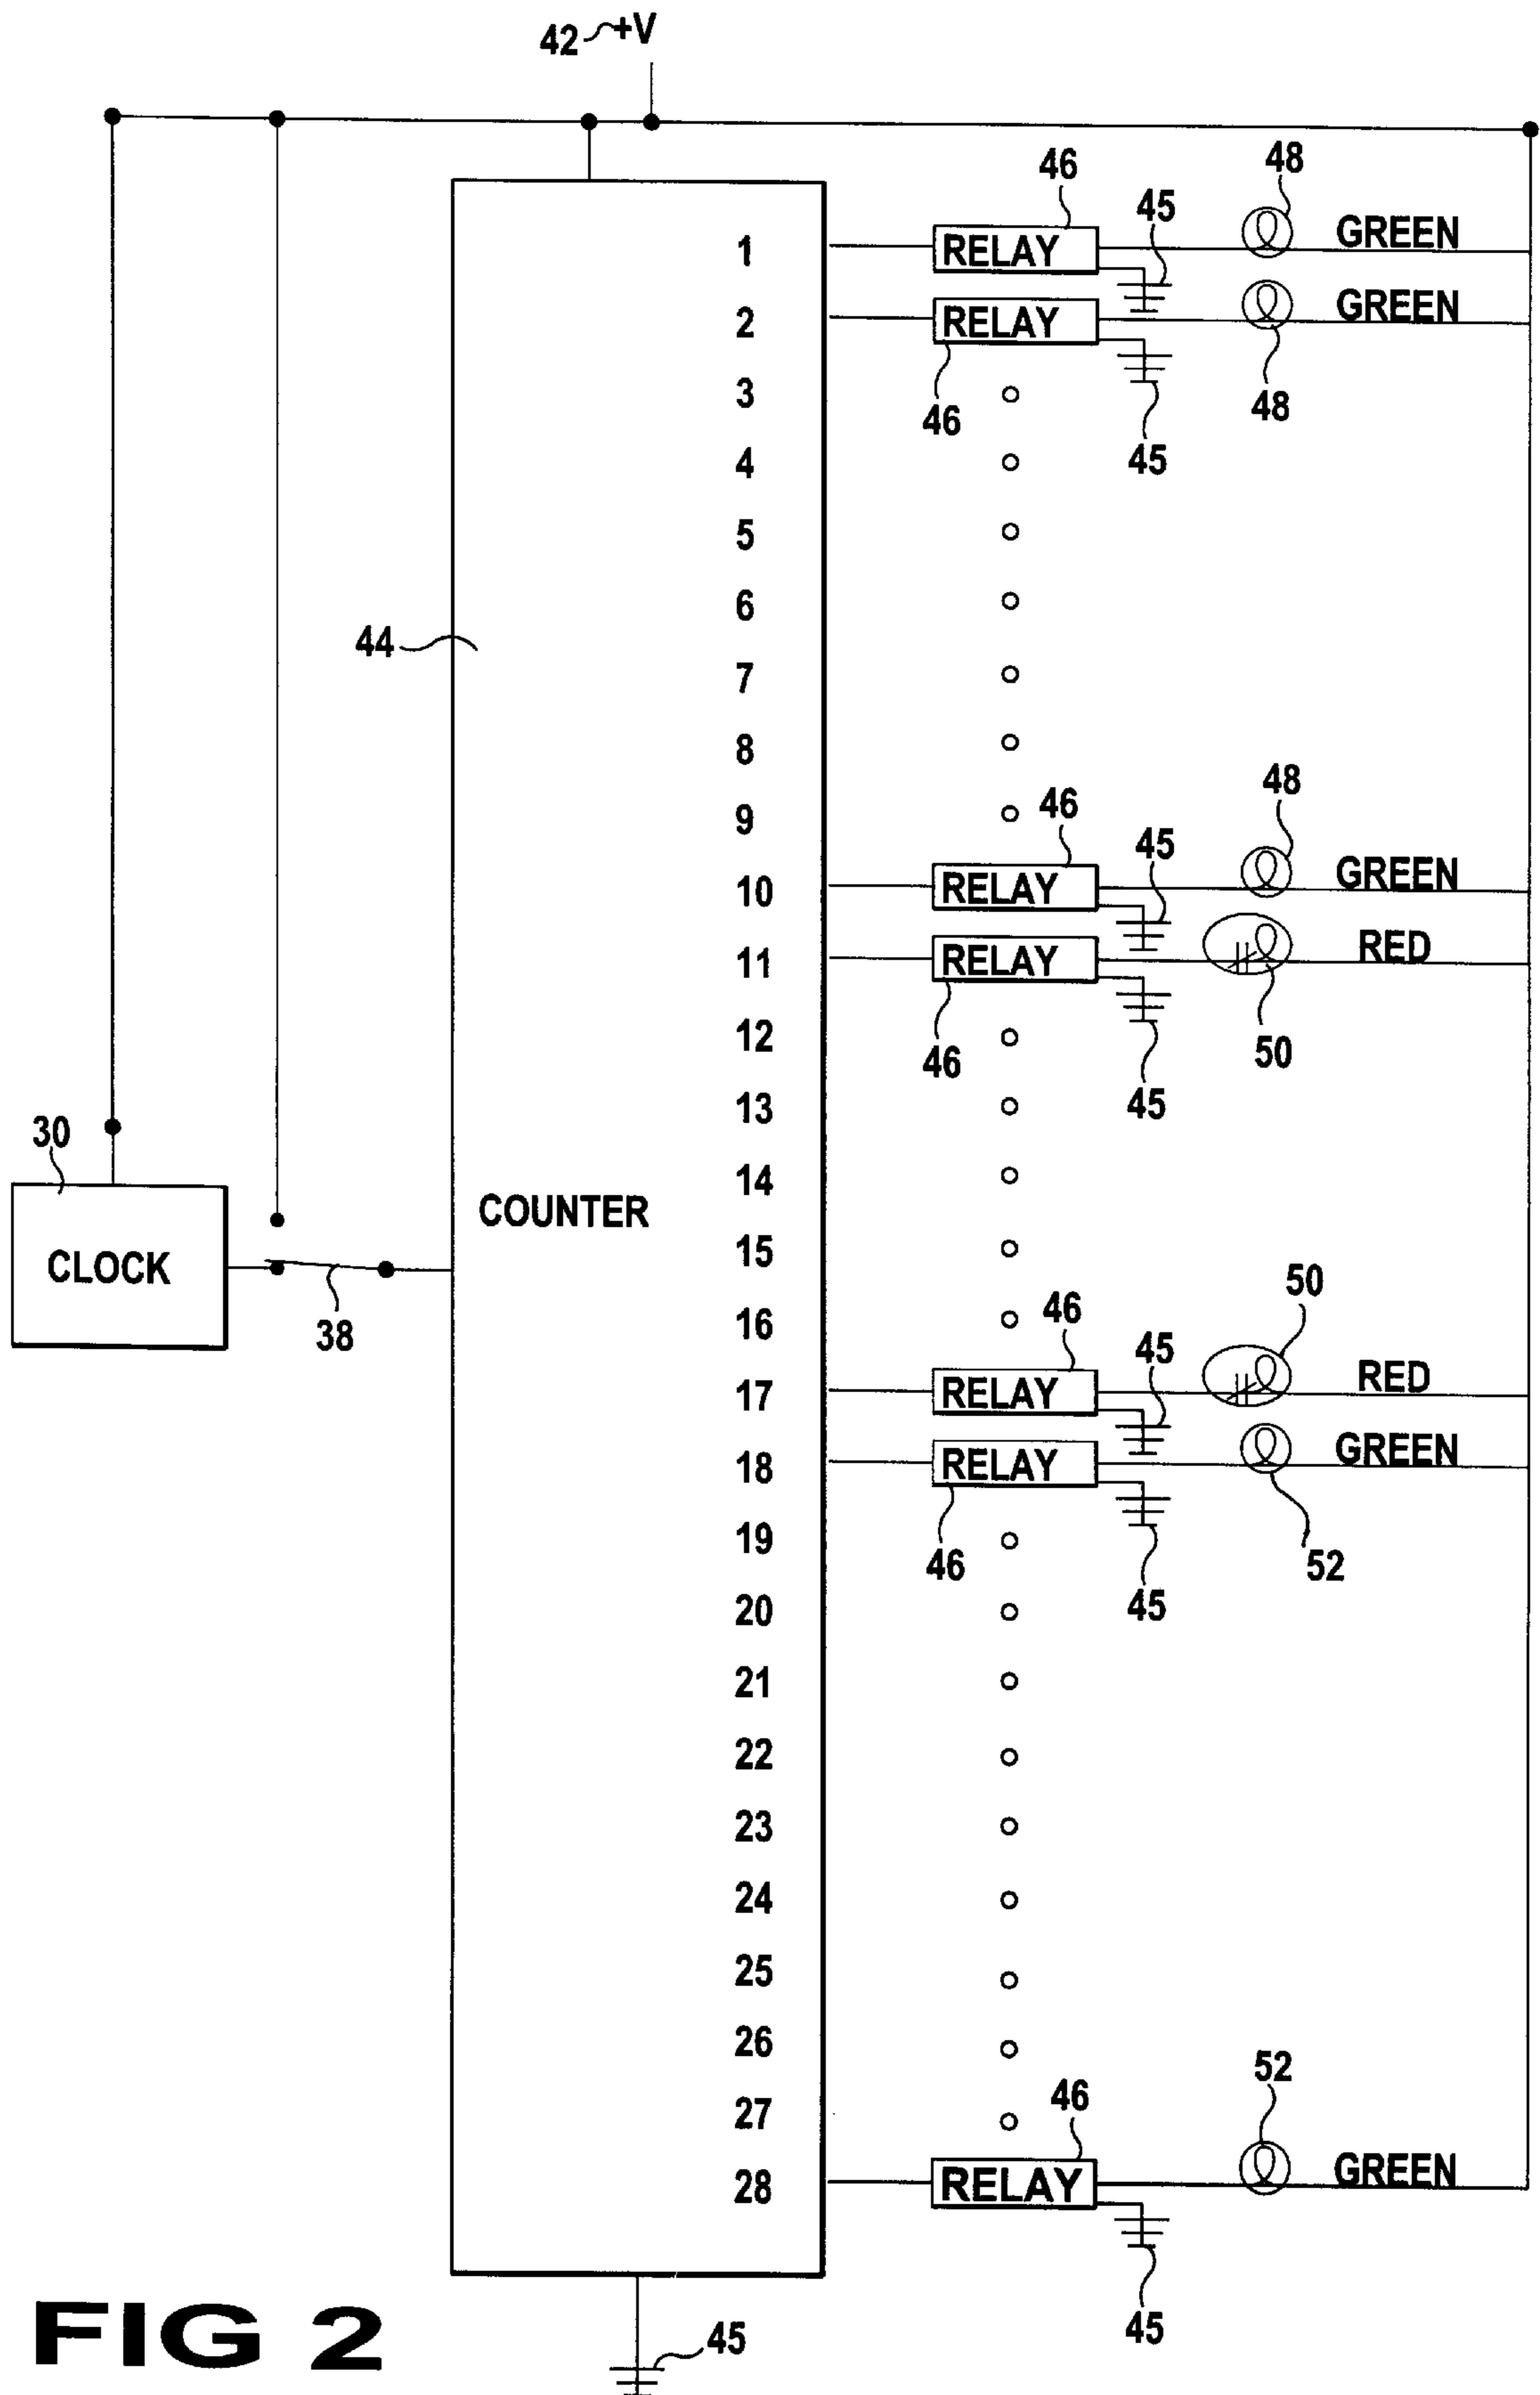 42 +V
46 45 48
1 RELAY GREEN
2 RELAY GREEN
46 45 48
3
4
5
6
44
7
8
9
46 45 48
10 RELAY GREEN
11 RELAY RED
46 45 50
12
13
30
14
CLOCK
38
COUNTER
15
16
46 45 50
17 RELAY RED
18 RELAY GREEN
46 45 52
19
20
21
22
23
24
25
26
27
46 52
28 RELAY GREEN
45
45
FIG 2